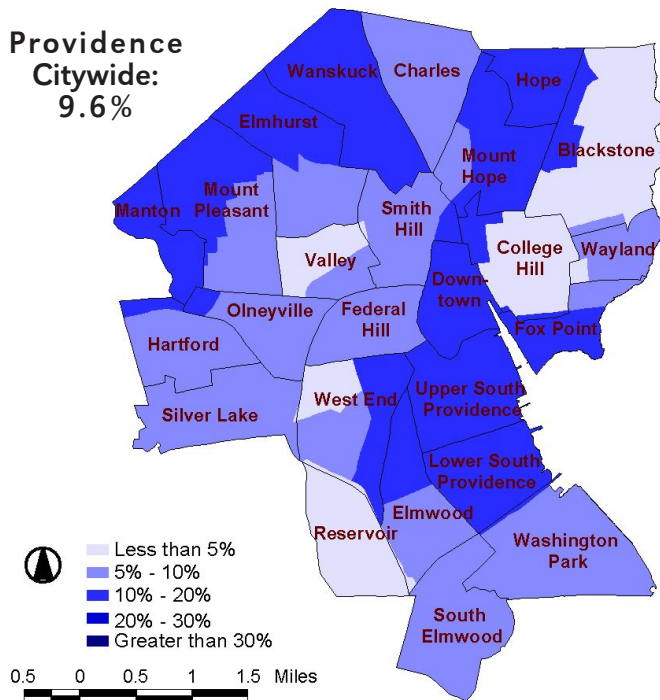 Providence
Citywide:
9.6%
Wanskuck
Charles
Hope
Elmhurst
Mount
Hope
Blackstone
Manton
Mount
Pleasant
Smith
Hill
Valley
College
Hill
Wayland
Down-
town
Olneyville
Federal
Hill
Fox Point
Hartford
West End
Upper South
Providence
Silver Lake
Lower South
Providence
Elmwood
Reservoir
Washington
Park
South
Elmwood
Less than 5%
5% - 10%
10% - 20%
20% - 30%
Greater than 30%
0.5 0 0.5 1 1.5 Miles